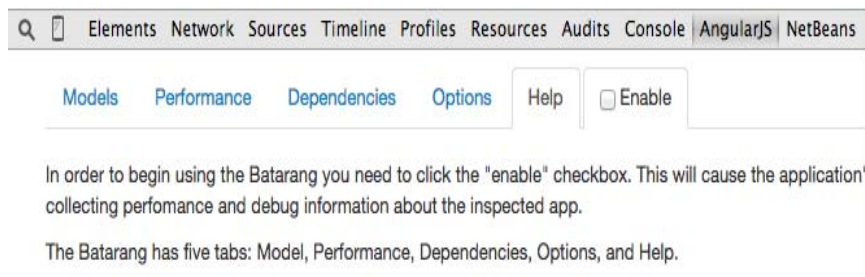 Elements Network Sources Timeline Profiles Resources Audits Console AngularJS NetBeans
Models Performance Dependencies Options Help Enable
In order to begin using the Batarang you need to click the "enable" checkbox. This will cause the application'
collecting perfomance and debug information about the inspected app.
The Batarang has five tabs: Model, Performance, Dependencies, Options, and Help.